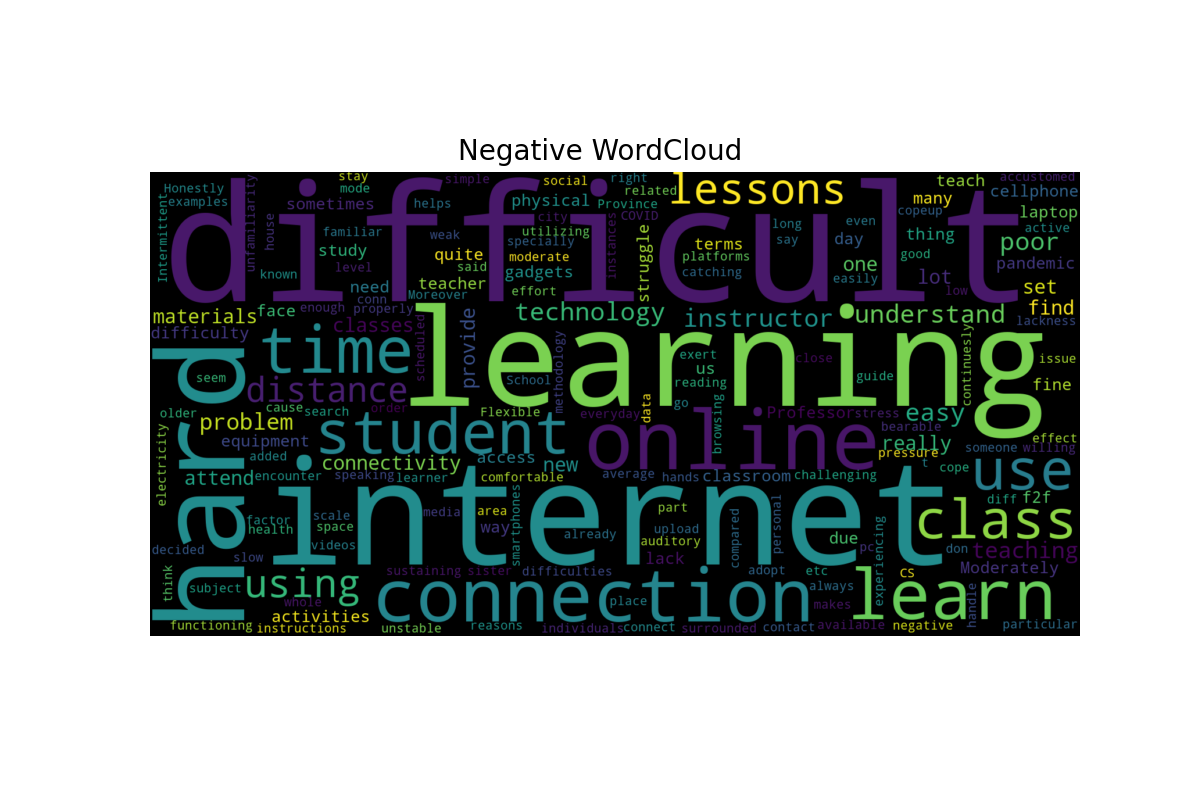 Negative WordCloud
Honestly
examples
Intermittent
house
unfamiliarity
sometimes
stay
mode
simple
helps
social
physical
right
related
Province
lessons
many
teach
accustomed
cellphone
laptop
active
difficult
familiar
study
level
known
need
conn
weak
quite
said
teacher
Moreover
city
utilizing
specially
moderate
gadgets
effort
instances
COVID
struggle
terms
platforms
catching
long
say
day
even
easily
one
copeup
thing
good
lot
low
poor
pandemic
set
find
lackness
materials
difficulty
face
enough
properly
classes
scheduled
provide
technology
instructor
understand
continuesly
issue
hard
time
distance
learning
School
methodology
exert
us
reading
go
browsing
close
guide
fine
seem
older
cause
search
order
problem
equipment
student
Flexible
everyday
data
online
Professor
stress
bearable
easy
really
pressure
t
effect
someone
willing
cope
electricity
added
attend
encounter
connectivity
speaking
learner
access
new
comfortable
average
hands
classroom
challenging
use
diff
f2f
internet
factor
health
scale
space
videos
slow
media
area
way
smartphones
already
part
upload
auditory
lack
compared
personal
due
pc
experiencing
class
don
teaching
Moderately
decided
think
subject
using
whole
sustaining
sister
difficulties
connection
place
adopt
etc
always
makes
CS
learn
handle
functioning
instructions
activities
unstable
reasons
individuals
connect
surrounded
contact
available
negative
particular